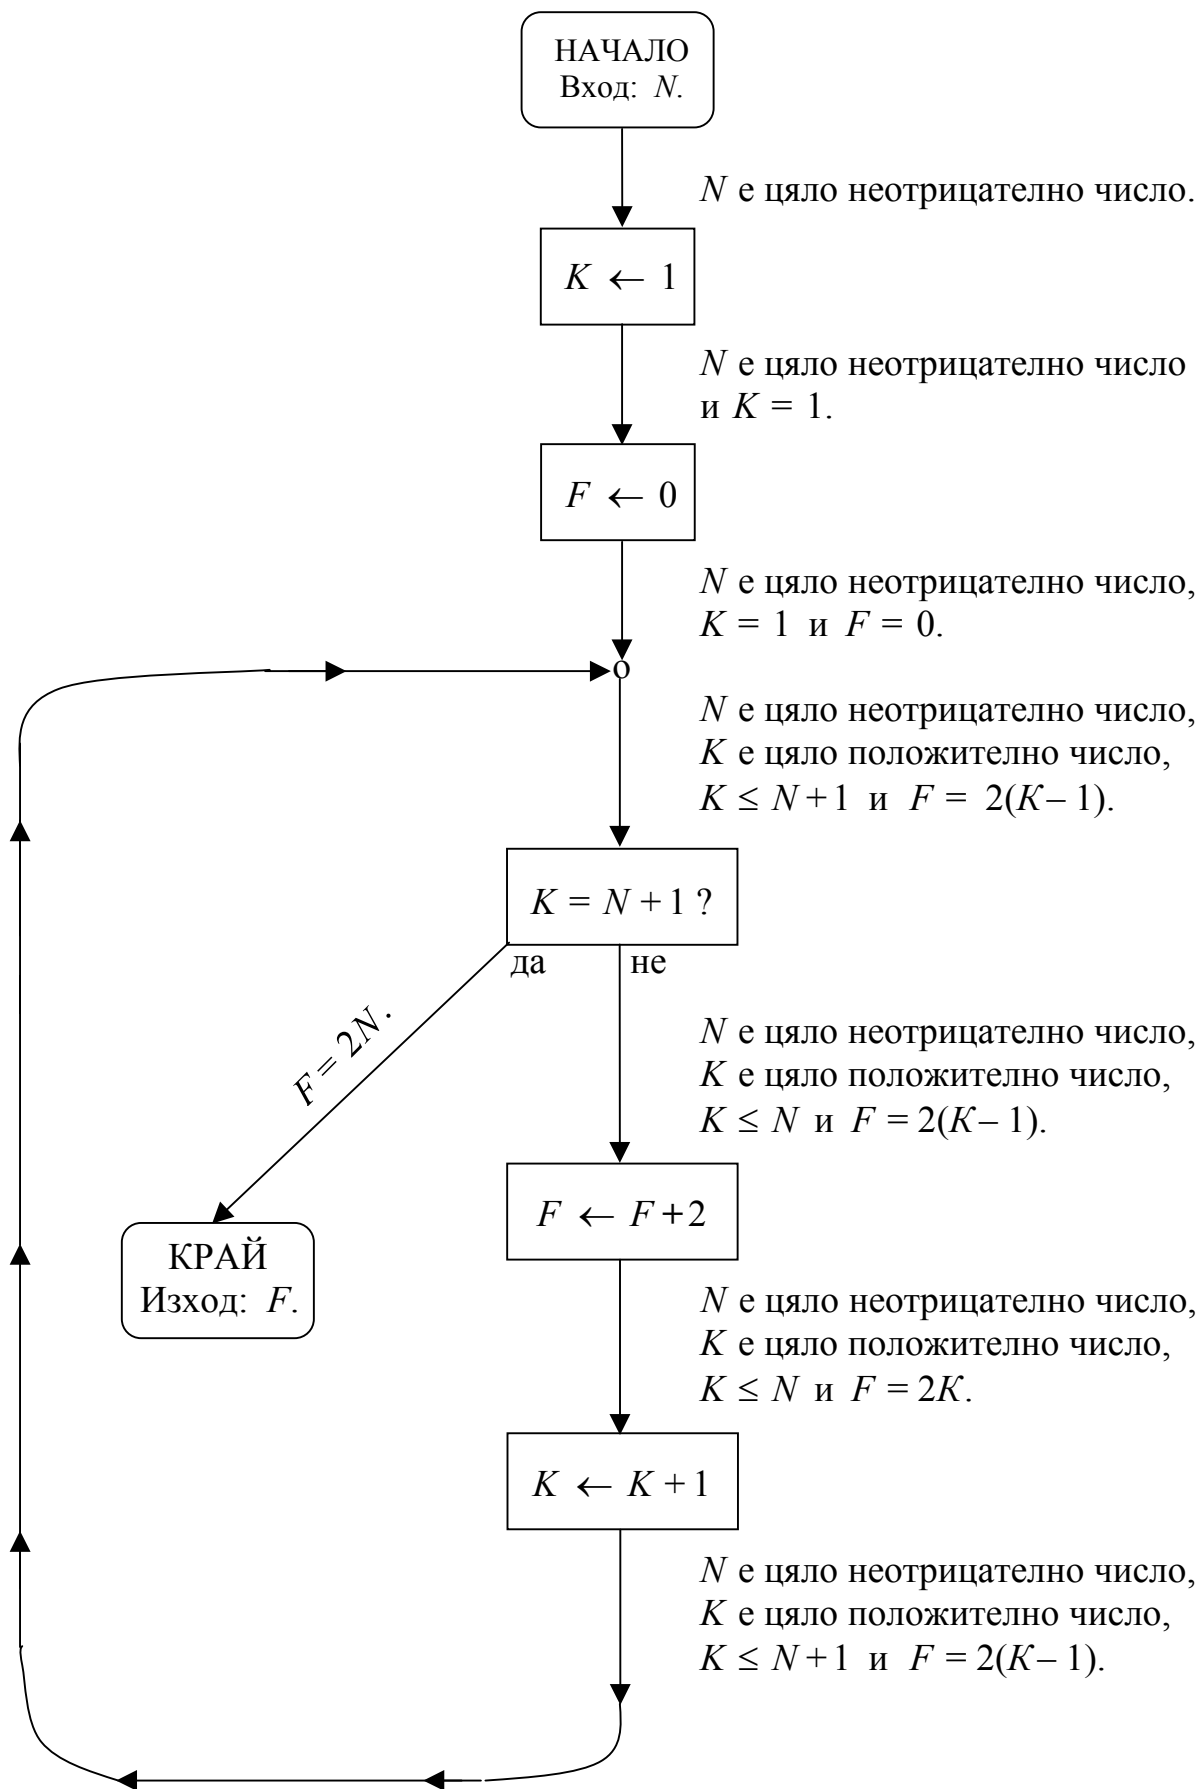 НАЧАЛО
Вход: N.
N е цяло неотрицателно число.
K ← 1
N е цяло неотрицателно число
и K = 1.
F ← 0
N е цяло неотрицателно число,
K = 1 и F = 0.
o
N е цяло неотрицателно число,
K е цяло положително число,
K ≤ N + 1 и F = 2(К – 1).
K = N + 1 ?
да
не
F = 2N.
N е цяло неотрицателно число,
K е цяло положително число,
K ≤ N и F = 2(К – 1).
F ← F + 2
КРАЙ
Изход: F.
N е цяло неотрицателно число,
K е цяло положително число,
K ≤ N и F = 2К.
K ← K + 1
N е цяло неотрицателно число,
K е цяло положително число,
K ≤ N + 1 и F = 2(К – 1).